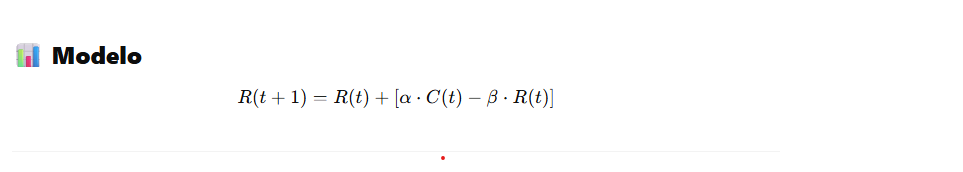 Modelo
R(t + 1) = R(t) + [α · C(t) − β · R(t)]